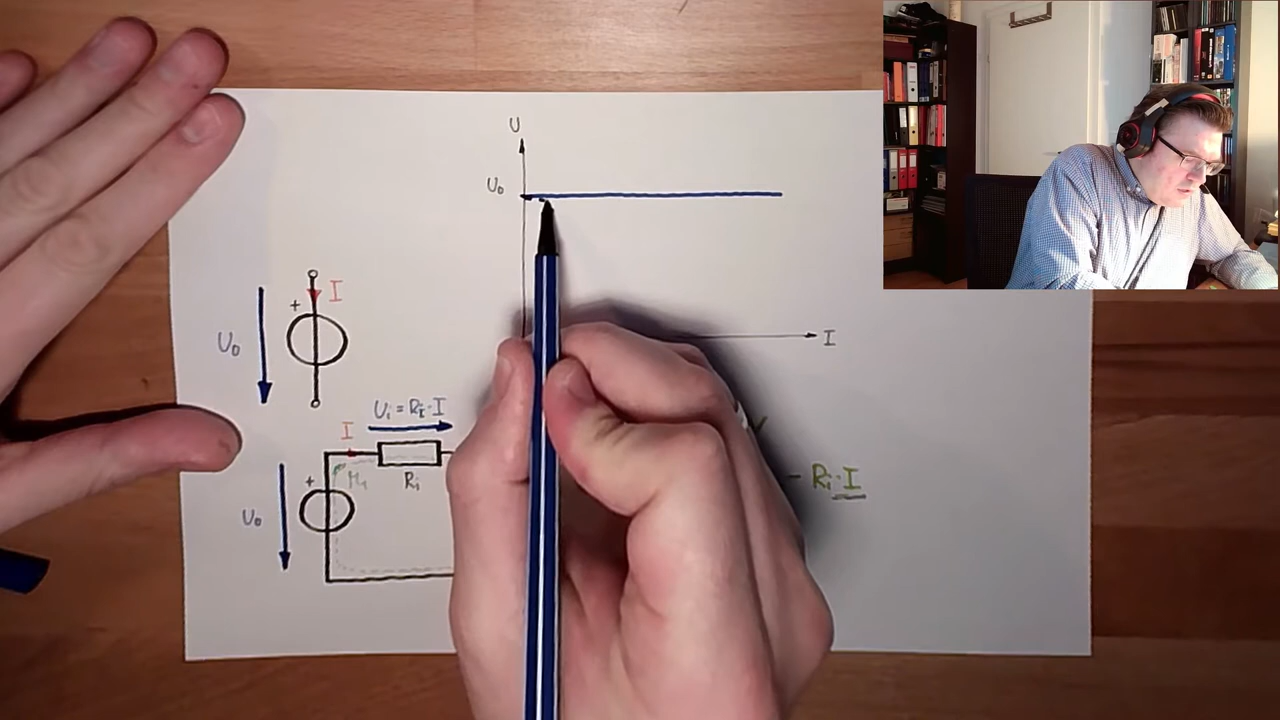 U
U₀
I
I
+
U₀
Uᵢ = Rᵢ · I
I
+
M₁
Rᵢ
U₀
- Rᵢ · I